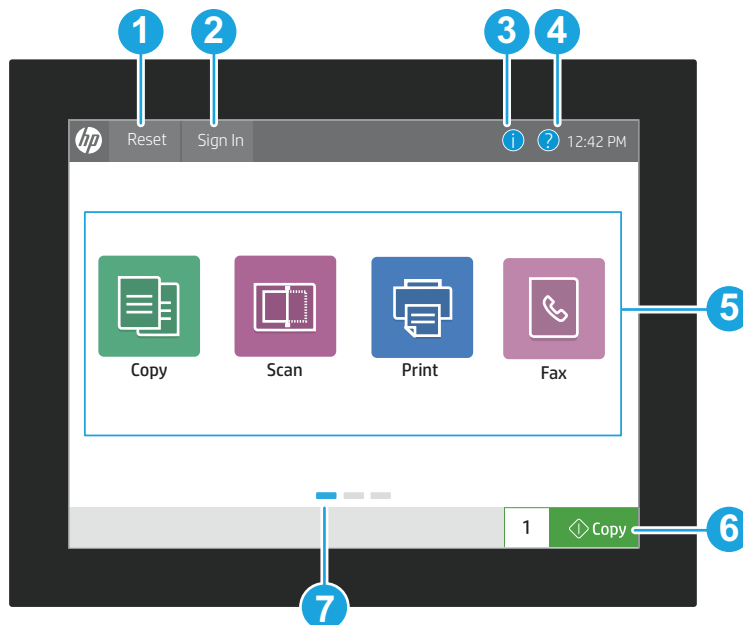 1 2 3 4
hp Reset Sign In i ? 12:42 PM
5
Copy Scan Print Fax
1 Copy 6
7